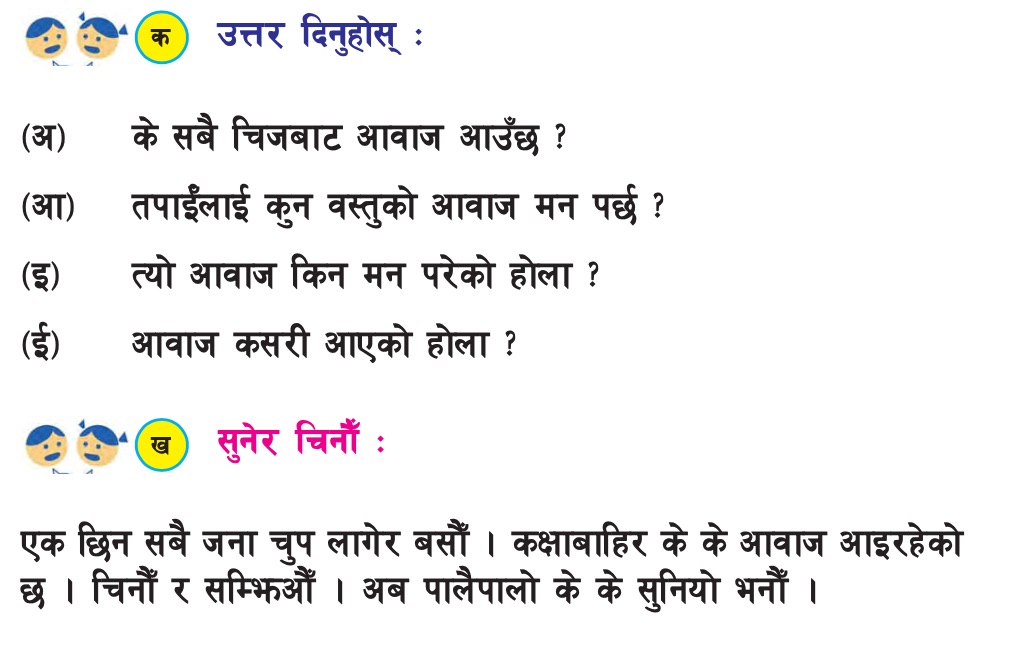 क उत्तर दिनुहोस् :
(अ) के सबै चिजबाट आवाज आउँछ ?
(आ) तपाईँलाई कुन वस्तुको आवाज मन पर्छ ?
(इ) त्यो आवाज किन मन परेको होला ?
(ई) आवाज कसरी आएको होला ?
ख सुनेर चिनौँ :
एक छिन सबै जना चुप लागेर बसौँ । कक्षाबाहिर के के आवाज आइरहेको
छ । चिनौँ र सम्झिऔँ । अब पालैपालो के के सुनियो भनौँ ।